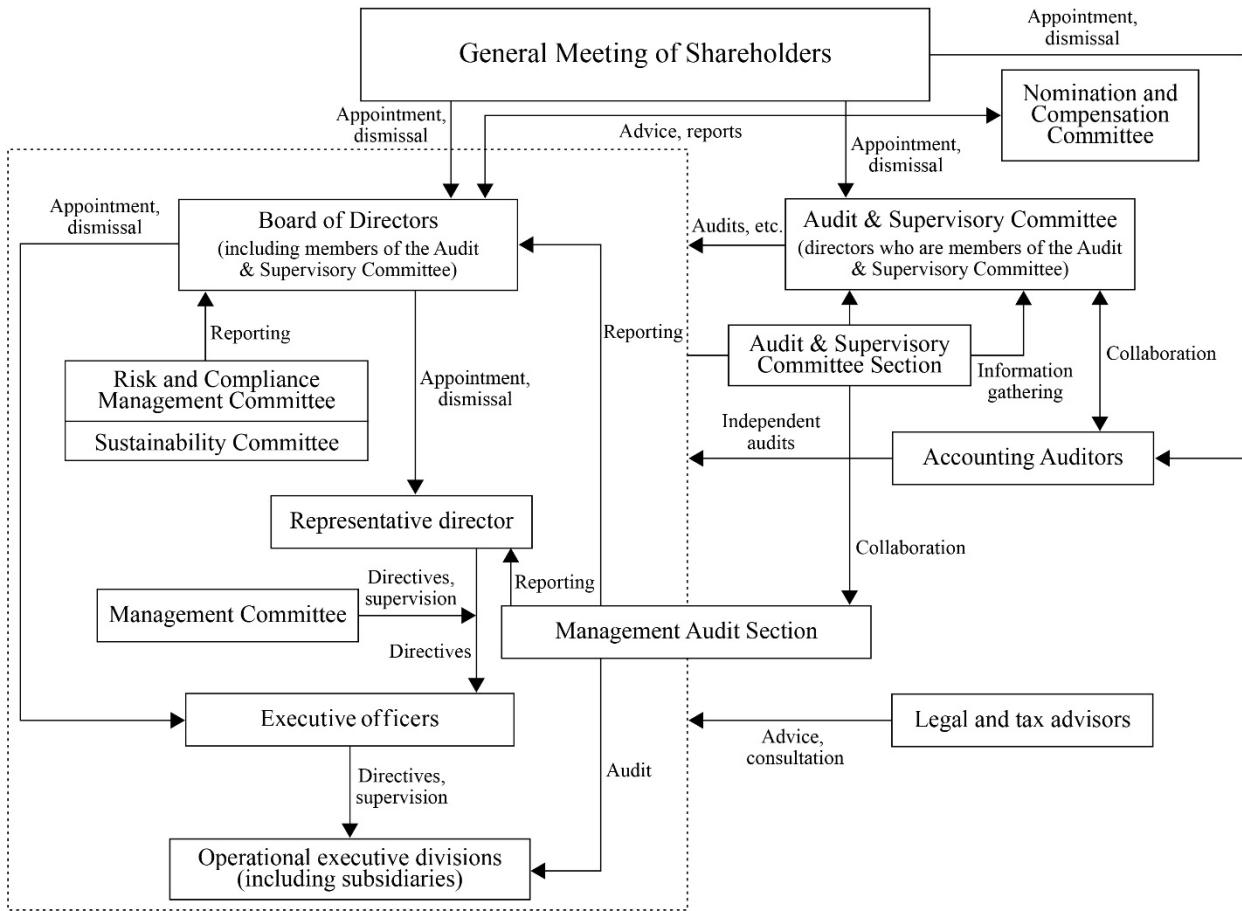 General Meeting of Shareholders
Appointment,
dismissal
Nomination and
Compensation
Committee
Appointment,
dismissal
Advice, reports
Appointment,
dismissal
Appointment,
dismissal
Board of Directors
(including members of the Audit
& Supervisory Committee)
Audits, etc.
Audit & Supervisory Committee
(directors who are members of the Audit
& Supervisory Committee)
Reporting
Reporting
Audit & Supervisory
Committee Section
Information
gathering
Collaboration
Risk and Compliance
Management Committee
Sustainability Committee
Appointment,
dismissal
Independent
audits
Accounting Auditors
Representative director
Collaboration
Directives,
supervision
Reporting
Management Committee
Management Audit Section
Directives
Executive officers
Legal and tax advisors
Advice,
consultation
Directives,
supervision
Audit
Operational executive divisions
(including subsidiaries)